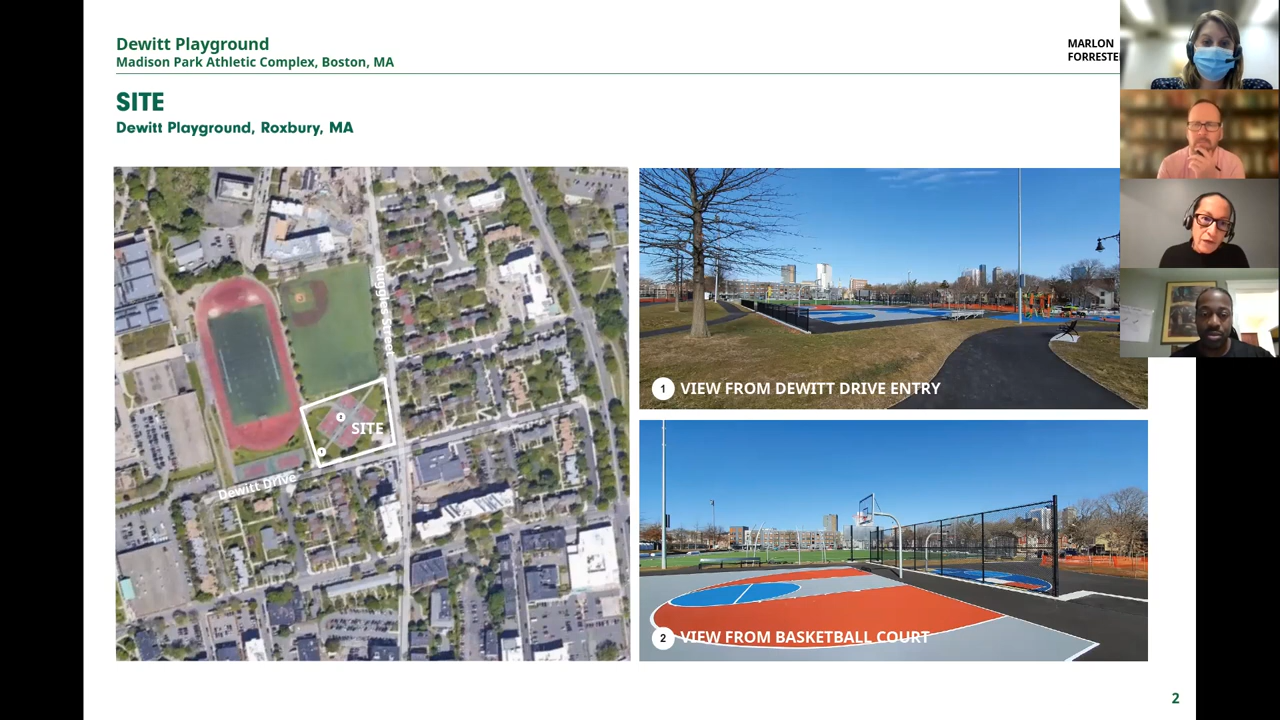 Dewitt Playground
Madison Park Athletic Complex, Boston, MA
MARLON
FORRESTE
SITE
Dewitt Playground, Roxbury, MA
Ruggles Street
SITE
Dewitt Drive
1 VIEW FROM DEWITT DRIVE ENTRY
2 VIEW FROM BASKETBALL COURT
2